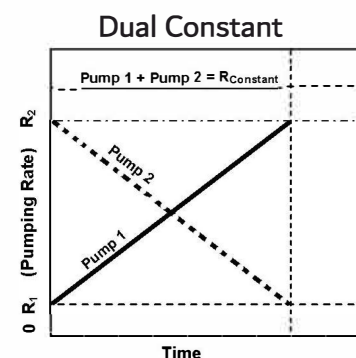 Dual Constant
Pump 1 + Pump 2 = RConstant
R2
Pump 2
(Pumping Rate)
Pump 1
0 R1
Time